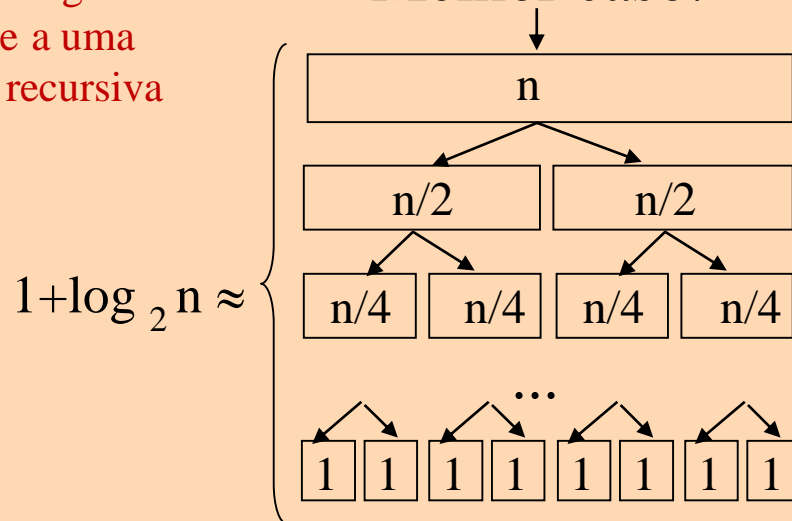 e a uma
recursiva
n
n/2 n/2
1+log 2 n ≈
n/4 n/4 n/4 n/4
...
1 1 1 1 1 1 1 1